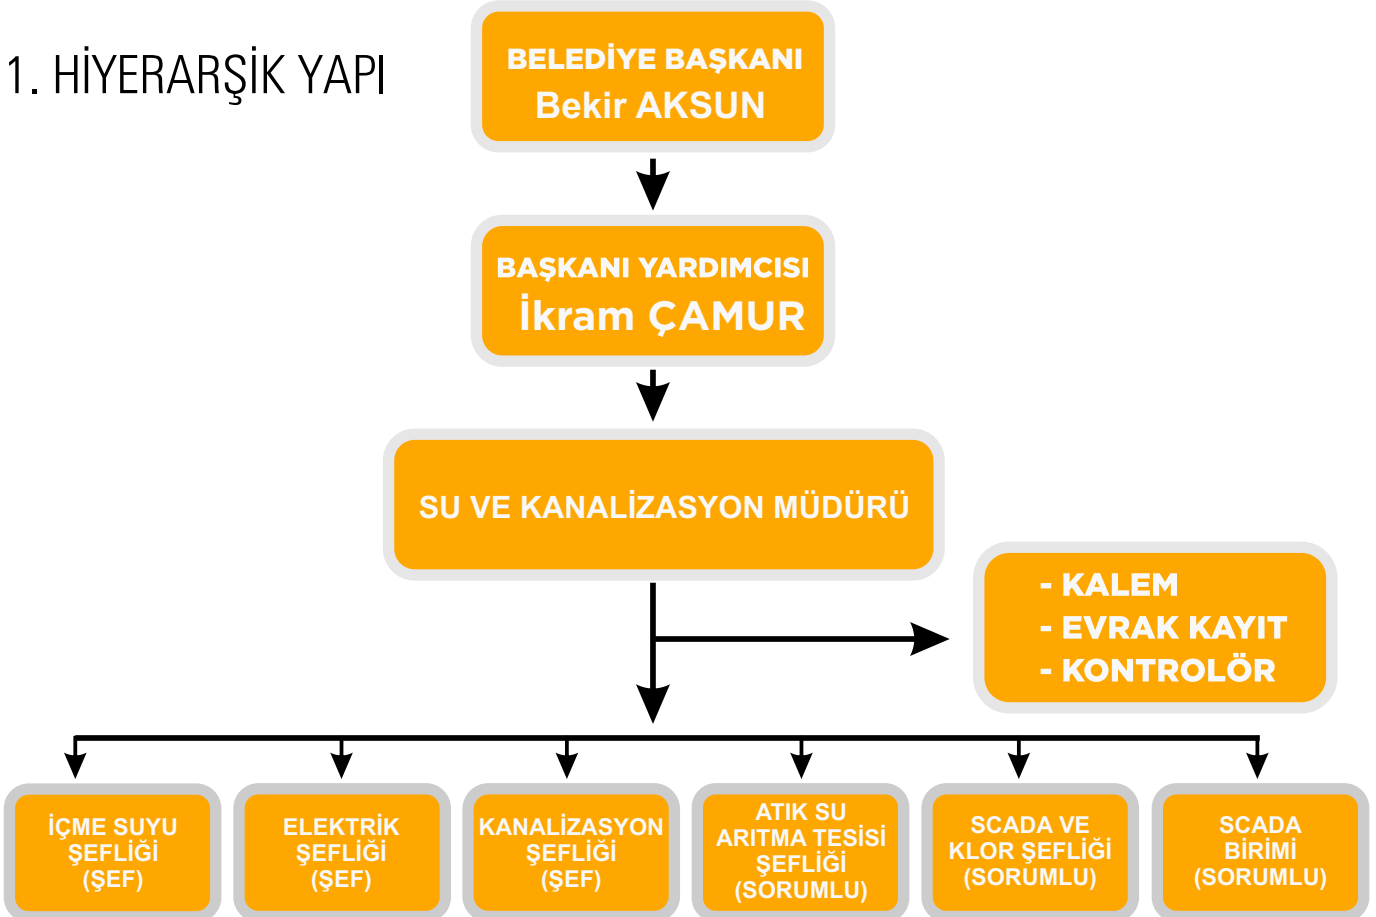 1. HİYERARŞİK YAPI
BELEDİYE BAŞKANI
Bekir AKSUN
BAŞKANI YARDIMCISI
İkram ÇAMUR
SU VE KANALİZASYON MÜDÜRÜ
- KALEM
- EVRAK KAYIT
- KONTROLÖR
İÇME SUYU
ŞEFLİĞİ
(ŞEF)
ELEKTRİK
ŞEFLİĞİ
(ŞEF)
KANALİZASYON
ŞEFLİĞİ
(ŞEF)
ATIK SU
ARITMA TESİSİ
ŞEFLİĞİ
(SORUMLU)
SCADA VE
KLOR ŞEFLİĞİ
(SORUMLU)
SCADA
BİRİMİ
(SORUMLU)